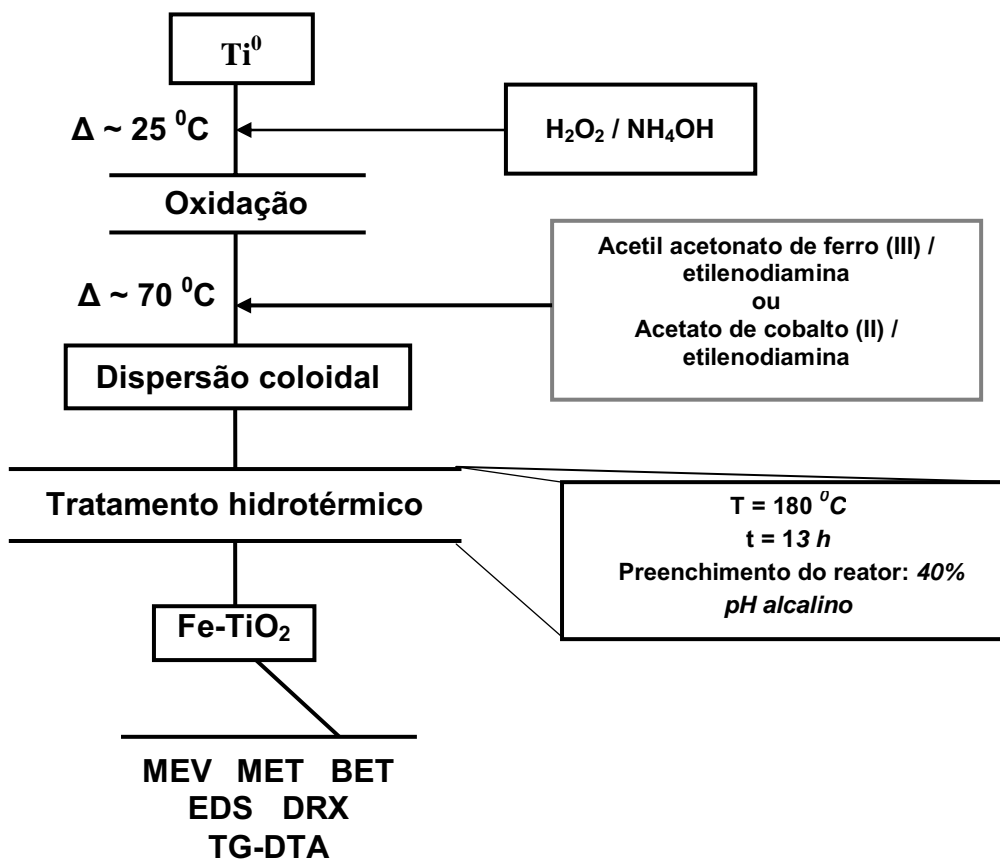 Ti⁰
Δ ~ 25 ⁰C
H₂O₂ / NH₄OH
Oxidação
Acetil acetonato de ferro (III) /
etilenodiamina
ou
Acetato de cobalto (II) /
etilenodiamina
Δ ~ 70 ⁰C
Dispersão coloidal
Tratamento hidrotérmico
T = 180 ⁰C
t = 13 h
Preenchimento do reator: 40%
pH alcalino
Fe-TiO₂
MEV MET BET
EDS DRX
TG-DTA